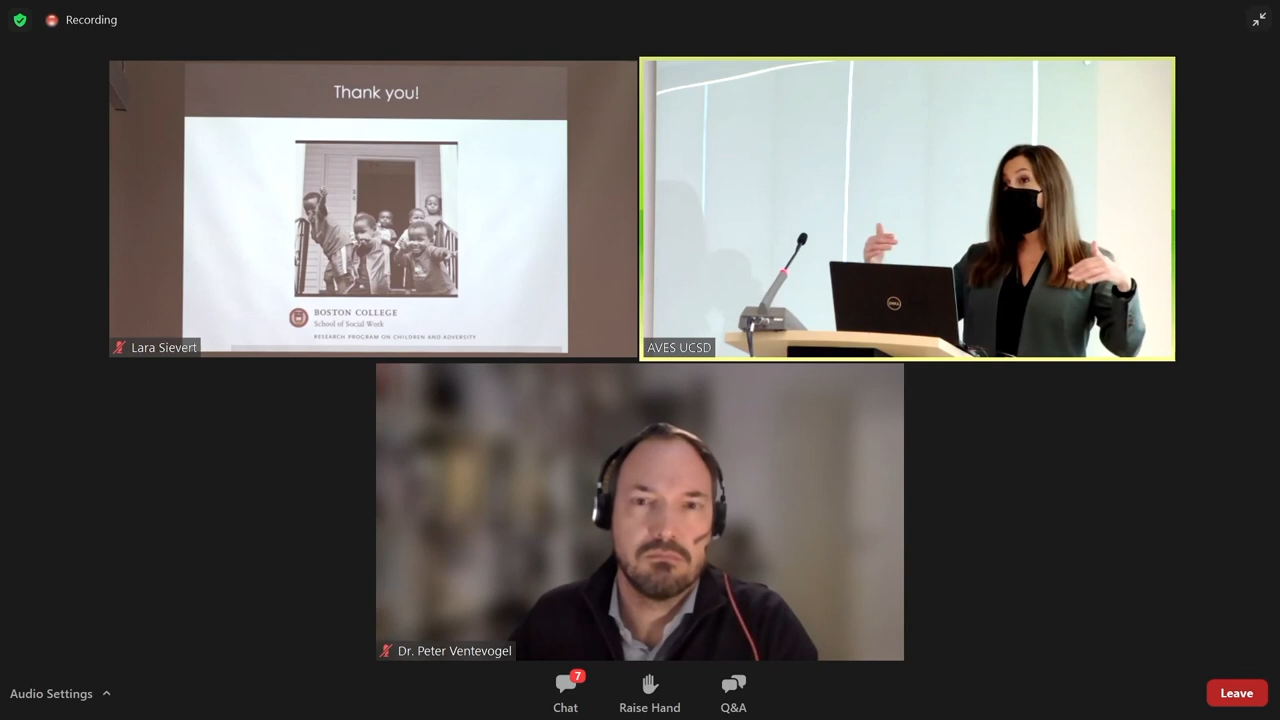 Recording
Thank you!
BOSTON COLLEGE
School of Social Work
RESEARCH PROGRAM ON CHILDREN AND ADVERSITY
Lara Sievert
DELL
AVES UCSD
Dr. Peter Ventevogel
7
Audio Settings
Chat
Raise Hand
Q&A
Leave